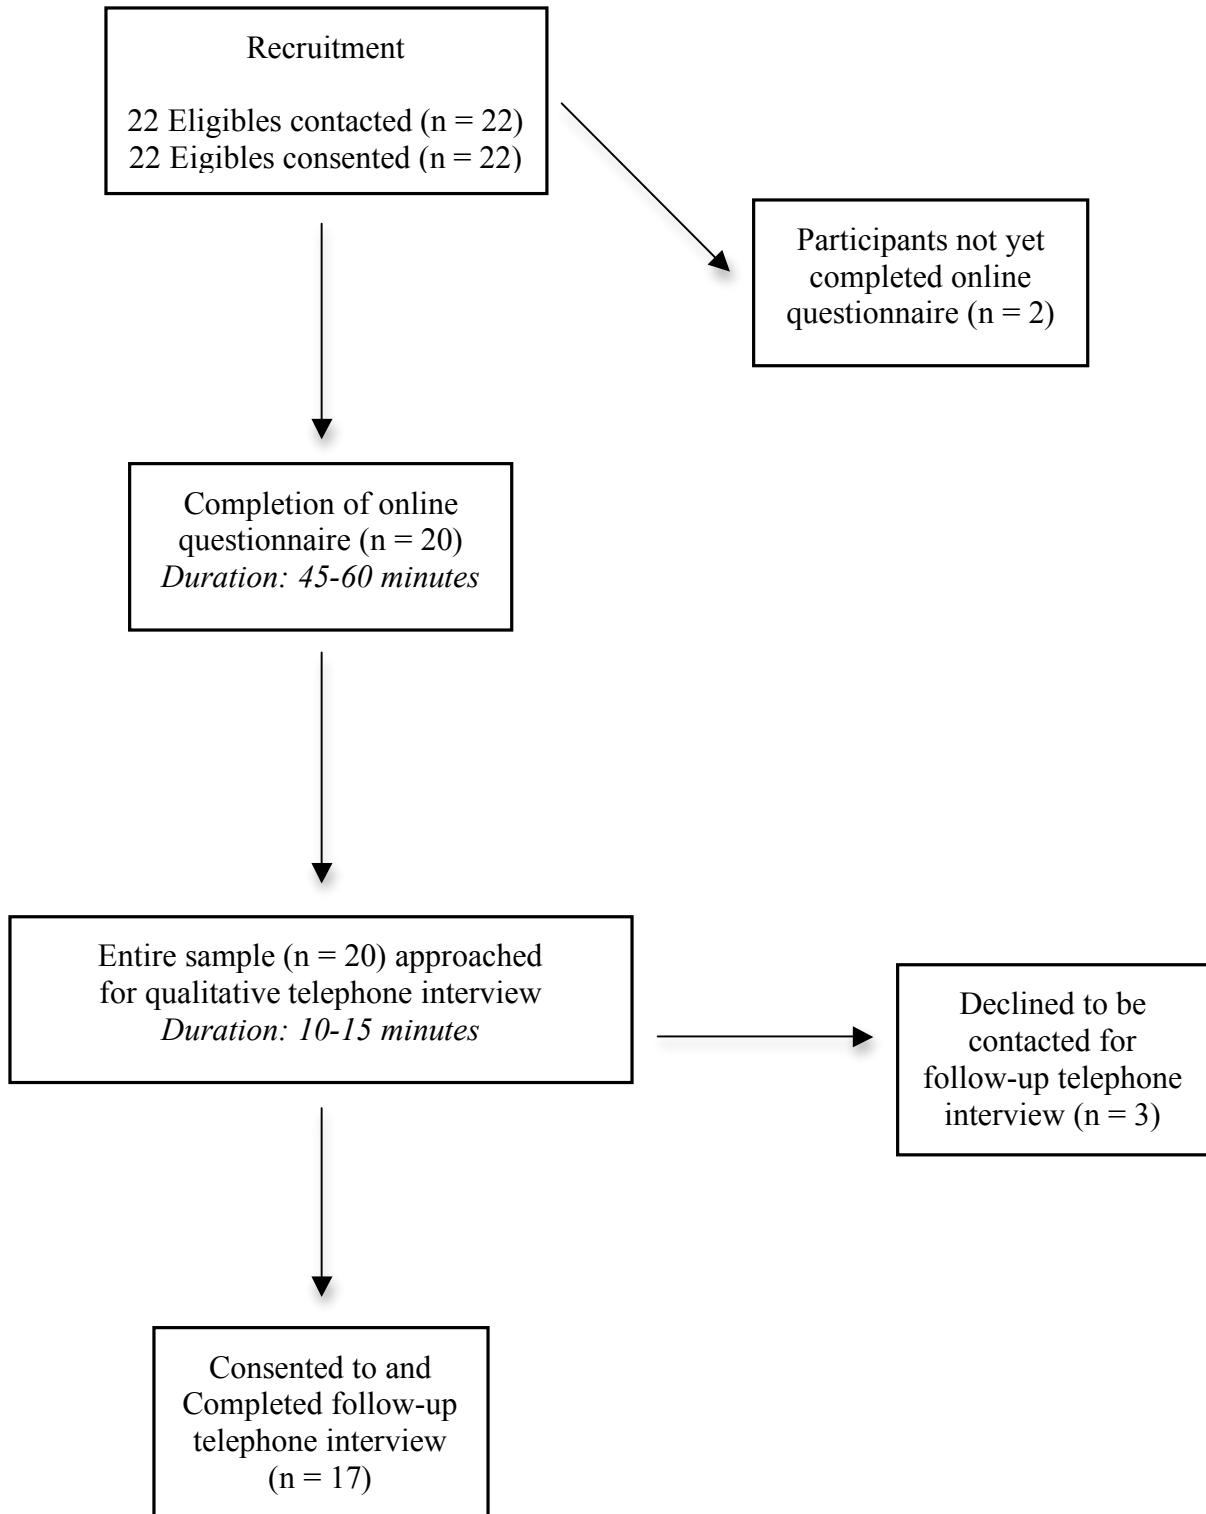 Recruitment
22 Eligibles contacted (n = 22)
22 Eigibles consented (n = 22)
Participants not yet
completed online
questionnaire (n = 2)
Completion of online
questionnaire (n = 20)
Duration: 45-60 minutes
Entire sample (n = 20) approached
for qualitative telephone interview
Duration: 10-15 minutes
Declined to be
contacted for
follow-up telephone
interview (n = 3)
Consented to and
Completed follow-up
telephone interview
(n = 17)